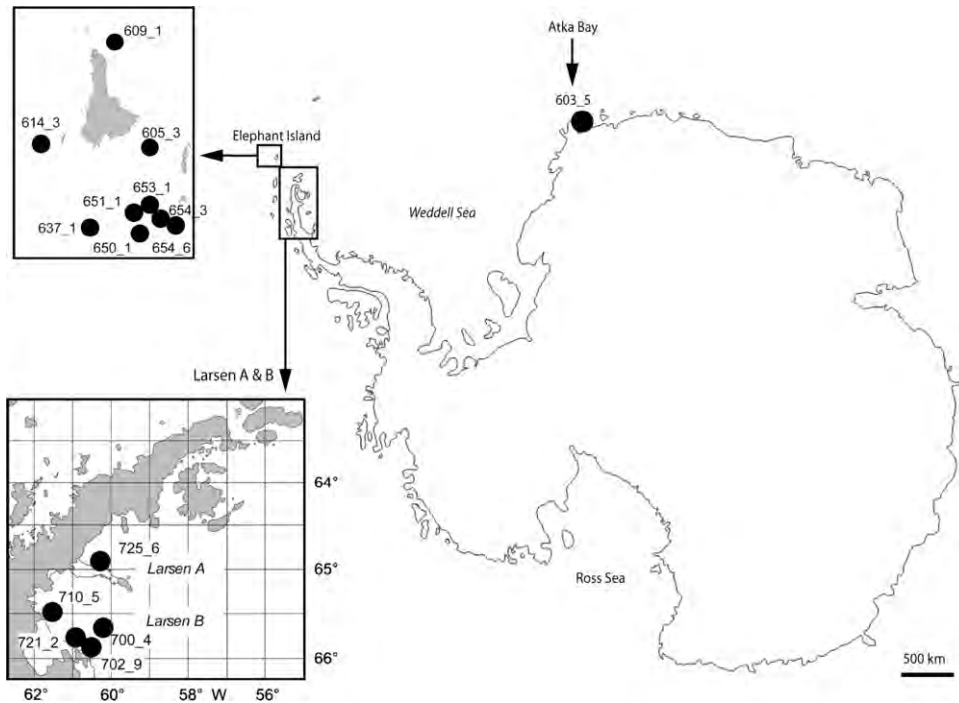 609_1
614_3
605_3
653_1
651_1
654_3
637_1
650_1
654_6
Elephant Island
Atka Bay
603_5
Weddell Sea
Larsen A & B
64°
725_6
Larsen A
65°
710_5
Larsen B
721_2
700_4
702_9
66°
62° 60° 58° W 56°
Ross Sea
500 km